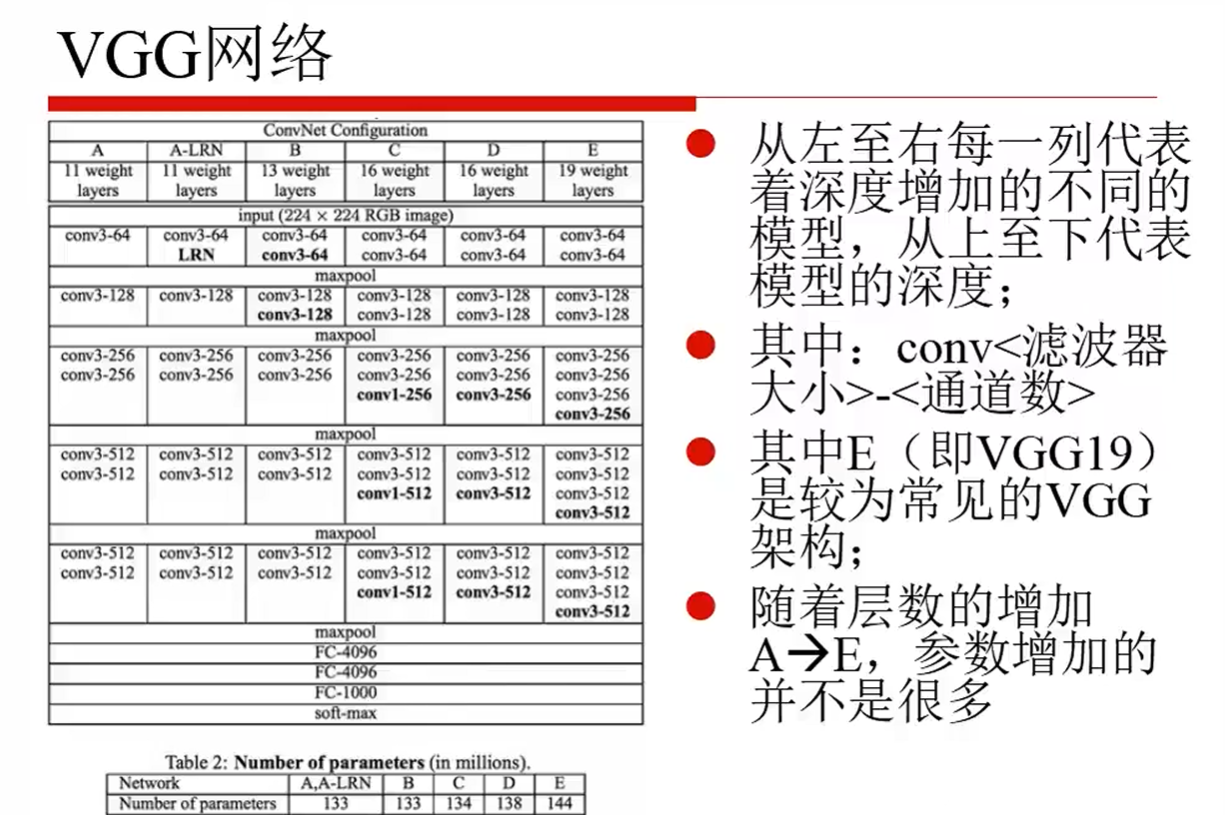 VGG网络
ConvNet Configuration
A A-LRN B C D E
11 weight layers 11 weight layers 13 weight layers 16 weight layers 16 weight layers 19 weight layers
input (224 × 224 RGB image)
conv3-64 conv3-64 conv3-64 conv3-64 conv3-64 conv3-64
LRN conv3-64 conv3-64 conv3-64 conv3-64
maxpool
conv3-128 conv3-128 conv3-128 conv3-128 conv3-128 conv3-128
conv3-128 conv3-128 conv3-128 conv3-128
maxpool
conv3-256 conv3-256 conv3-256 conv3-256 conv3-256 conv3-256
conv3-256 conv3-256 conv3-256 conv3-256 conv3-256 conv3-256
conv1-256 conv3-256 conv3-256
conv3-256
maxpool
conv3-512 conv3-512 conv3-512 conv3-512 conv3-512 conv3-512
conv3-512 conv3-512 conv3-512 conv3-512 conv3-512 conv3-512
conv1-512 conv3-512 conv3-512
conv3-512
maxpool
conv3-512 conv3-512 conv3-512 conv3-512 conv3-512 conv3-512
conv3-512 conv3-512 conv3-512 conv3-512 conv3-512 conv3-512
conv1-512 conv3-512 conv3-512
conv3-512
maxpool
FC-4096
FC-4096
FC-1000
soft-max
Table 2: Number of parameters (in millions).
Network A,A-LRN B C D E
Number of parameters 133 133 134 138 144
从左至右每一列代表
着深度增加的不同的
模型，从上至下代表
模型的深度；
其中：conv<滤波器
大小>-<通道数>
其中E（即VGG19）
是较为常见的VGG
架构；
随着层数的增加
A→E，参数增加的
并不是很多